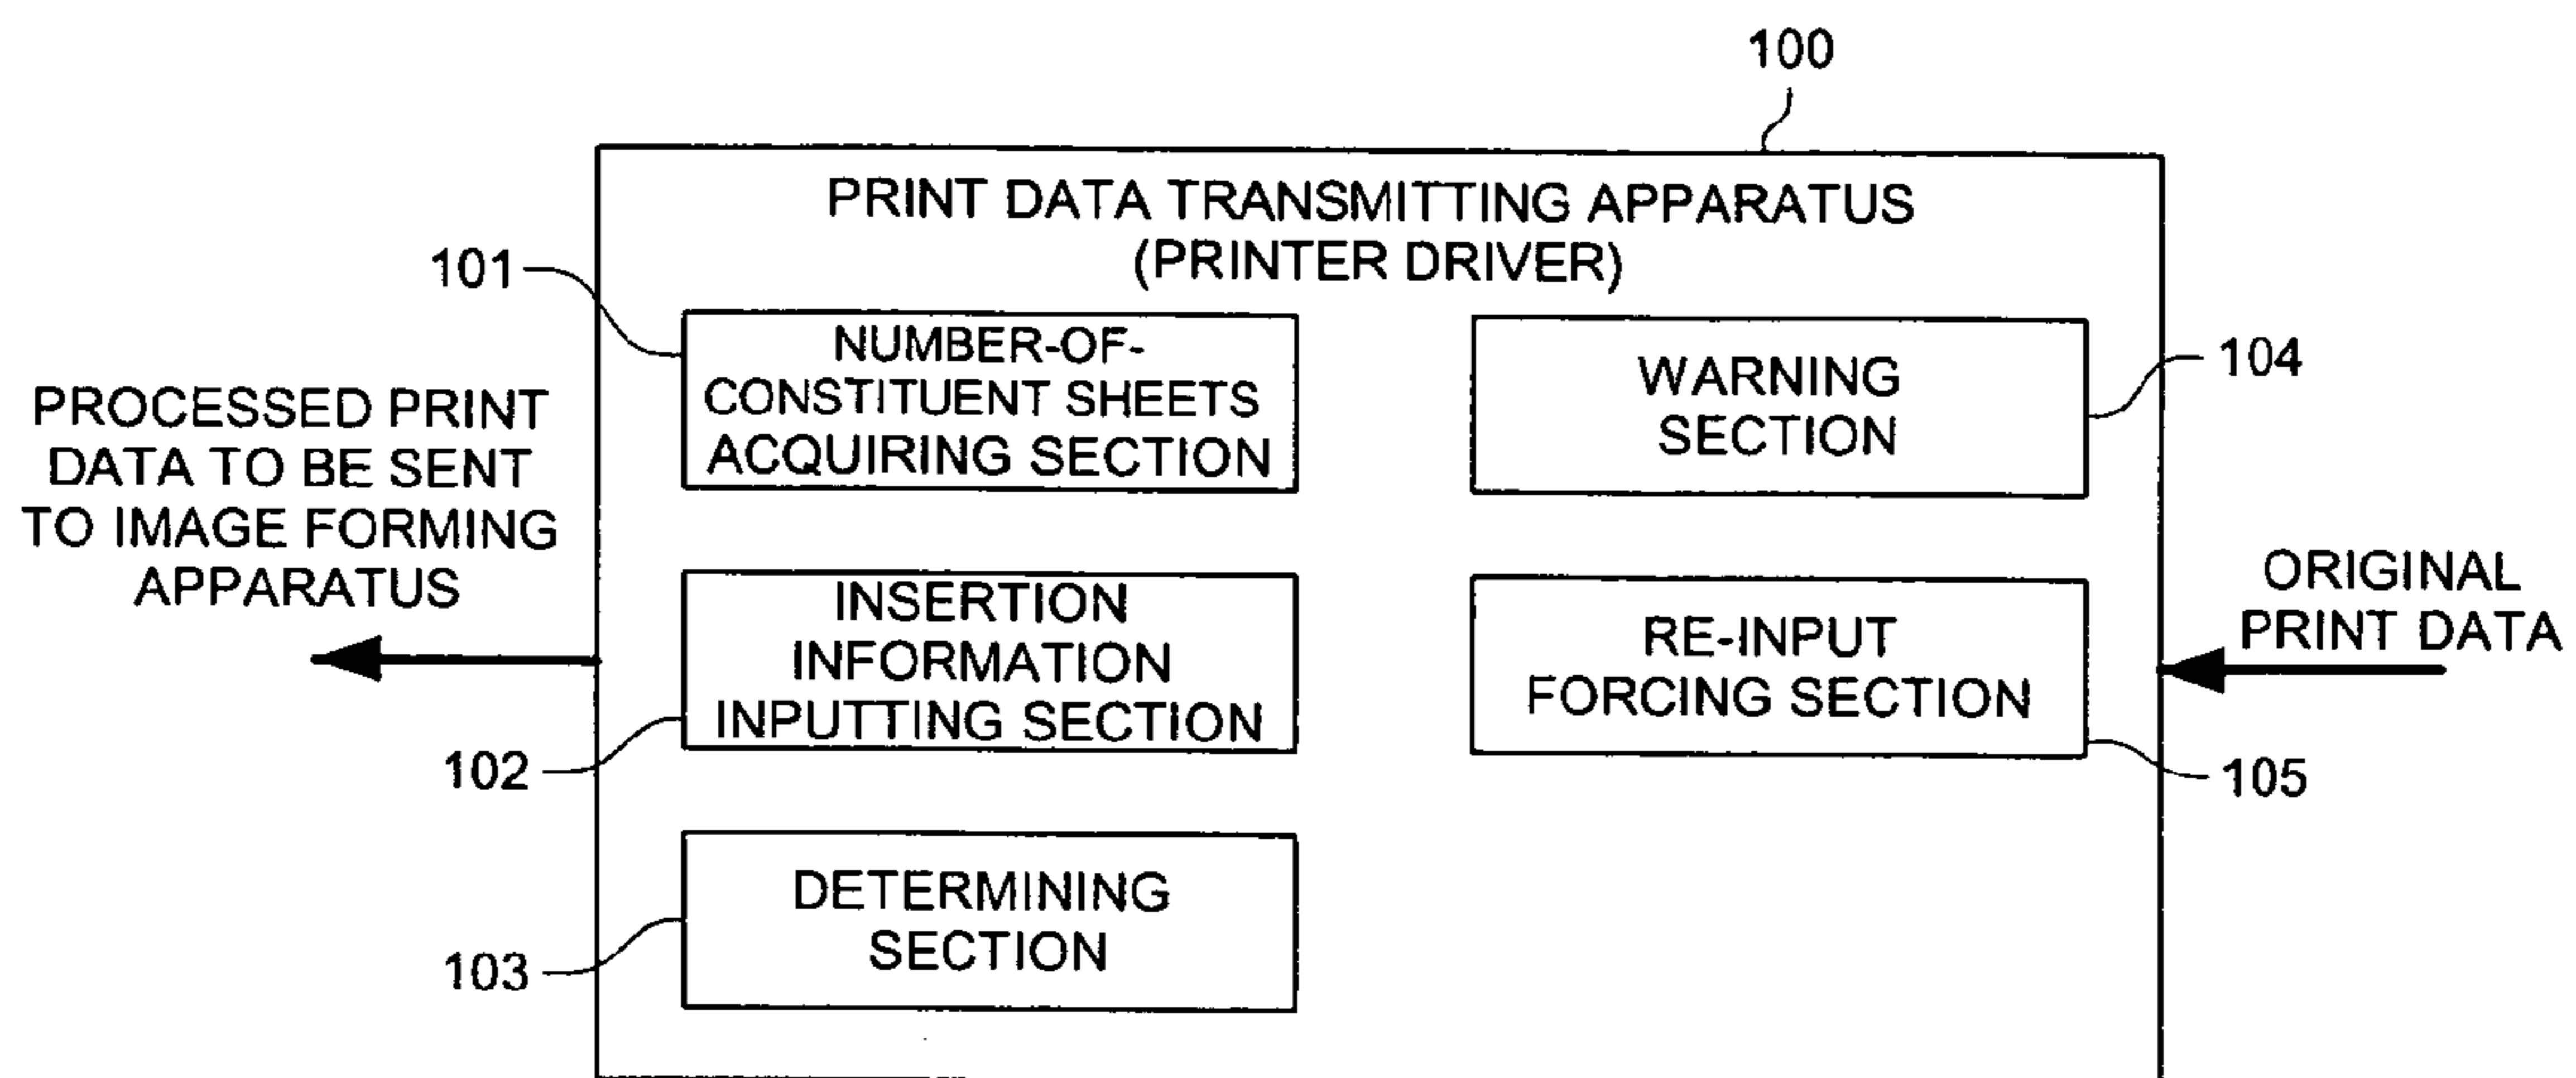 100
PRINT DATA TRANSMITTING APPARATUS
(PRINTER DRIVER)
101
NUMBER-OF-
CONSTITUENT SHEETS
ACQUIRING SECTION
WARNING
SECTION
104
PROCESSED PRINT
DATA TO BE SENT
TO IMAGE FORMING
APPARATUS
INSERTION
INFORMATION
INPUTTING SECTION
102
RE-INPUT
FORCING SECTION
105
ORIGINAL
PRINT DATA
DETERMINING
SECTION
103